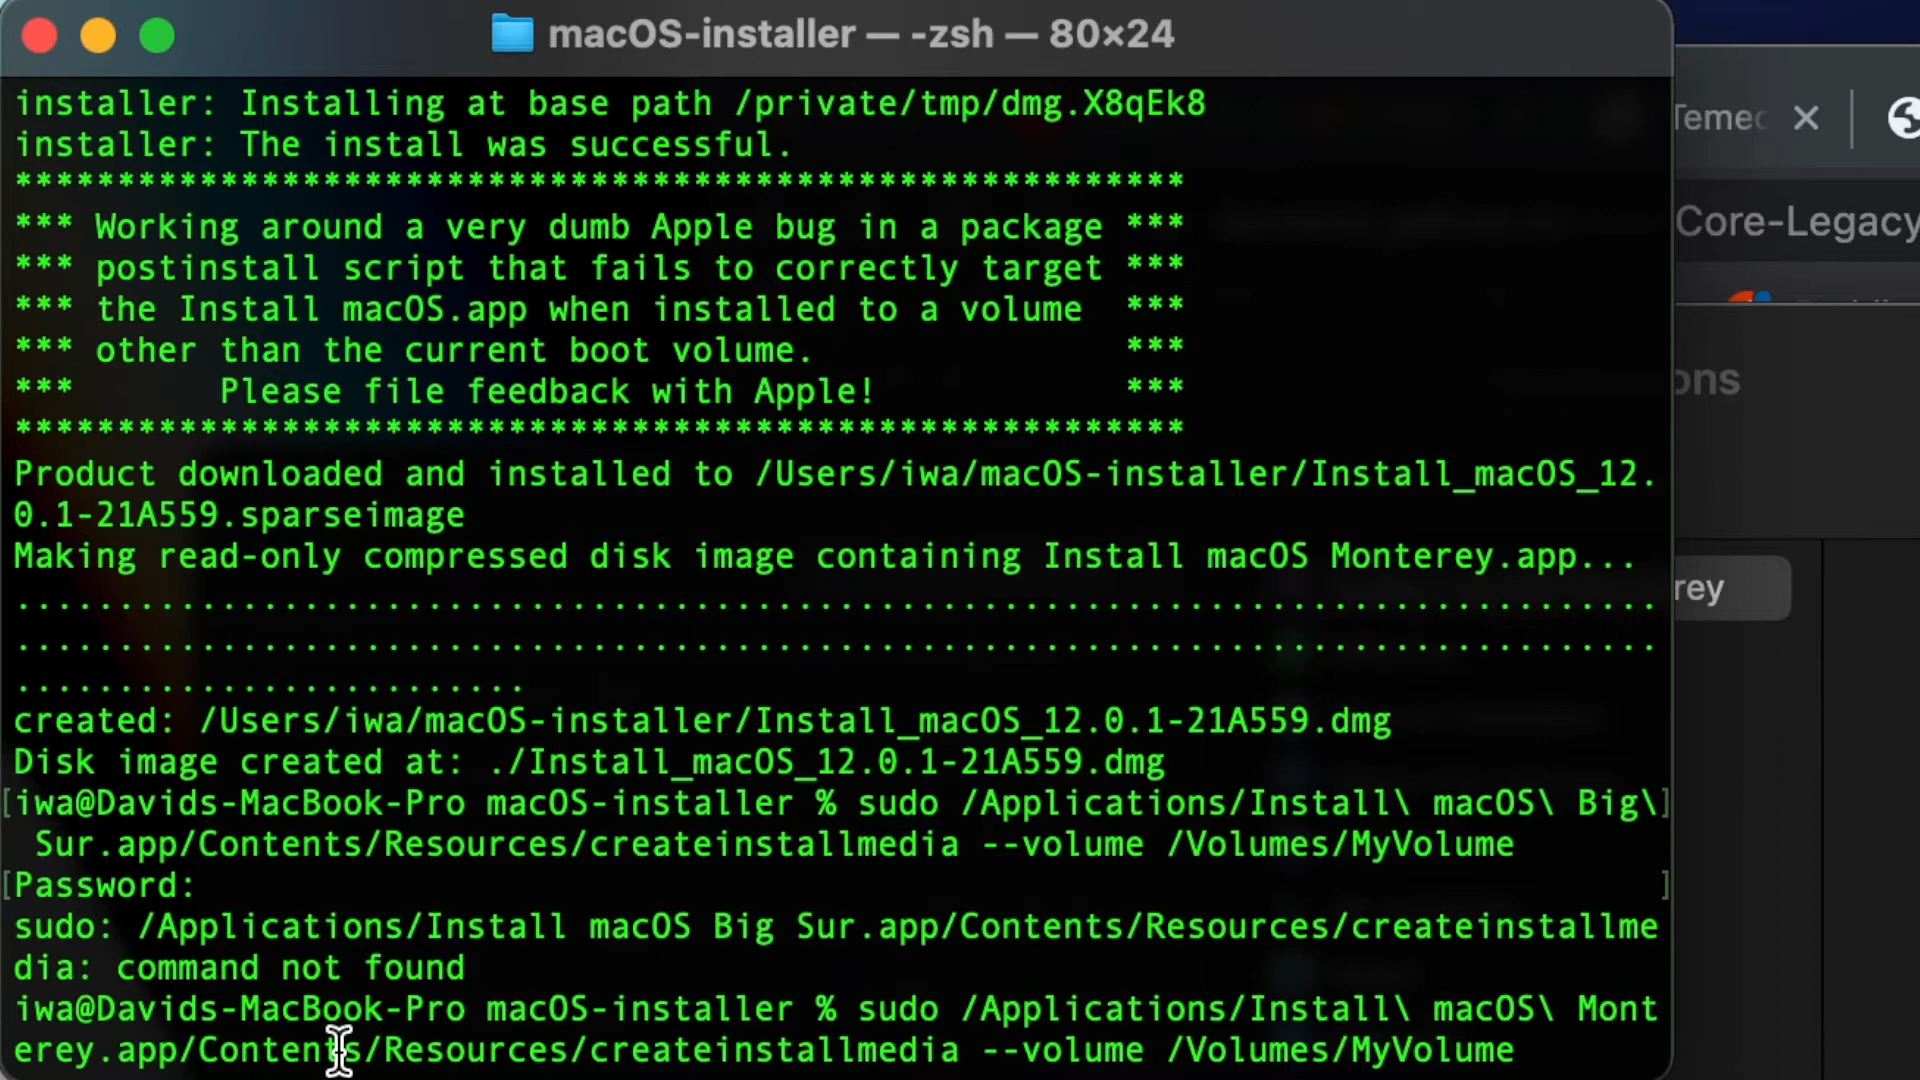 macOS-installer — -zsh — 80×24
installer: Installing at base path /private/tmp/dmg.X8qEk8
installer: The install was successful.
*********************************************************
*** Working around a very dumb Apple bug in a package ***
*** postinstall script that fails to correctly target ***
*** the Install macOS.app when installed to a volume  ***
*** other than the current boot volume.               ***
***       Please file feedback with Apple!            ***
*********************************************************
Product downloaded and installed to /Users/iwa/macOS-installer/Install_macOS_12.
0.1-21A559.sparseimage
Making read-only compressed disk image containing Install macOS Monterey.app...
................................................................................
................................................................................
.........................
created: /Users/iwa/macOS-installer/Install_macOS_12.0.1-21A559.dmg
Disk image created at: ./Install_macOS_12.0.1-21A559.dmg
[iwa@Davids-MacBook-Pro macOS-installer % sudo /Applications/Install\ macOS\ Big\]
 Sur.app/Contents/Resources/createinstallmedia --volume /Volumes/MyVolume
[Password: ]
sudo: /Applications/Install macOS Big Sur.app/Contents/Resources/createinstallme
dia: command not found
iwa@Davids-MacBook-Pro macOS-installer % sudo /Applications/Install\ macOS\ Mont
erey.app/Contents/Resources/createinstallmedia --volume /Volumes/MyVolume
Core-Legacy
ons
rey